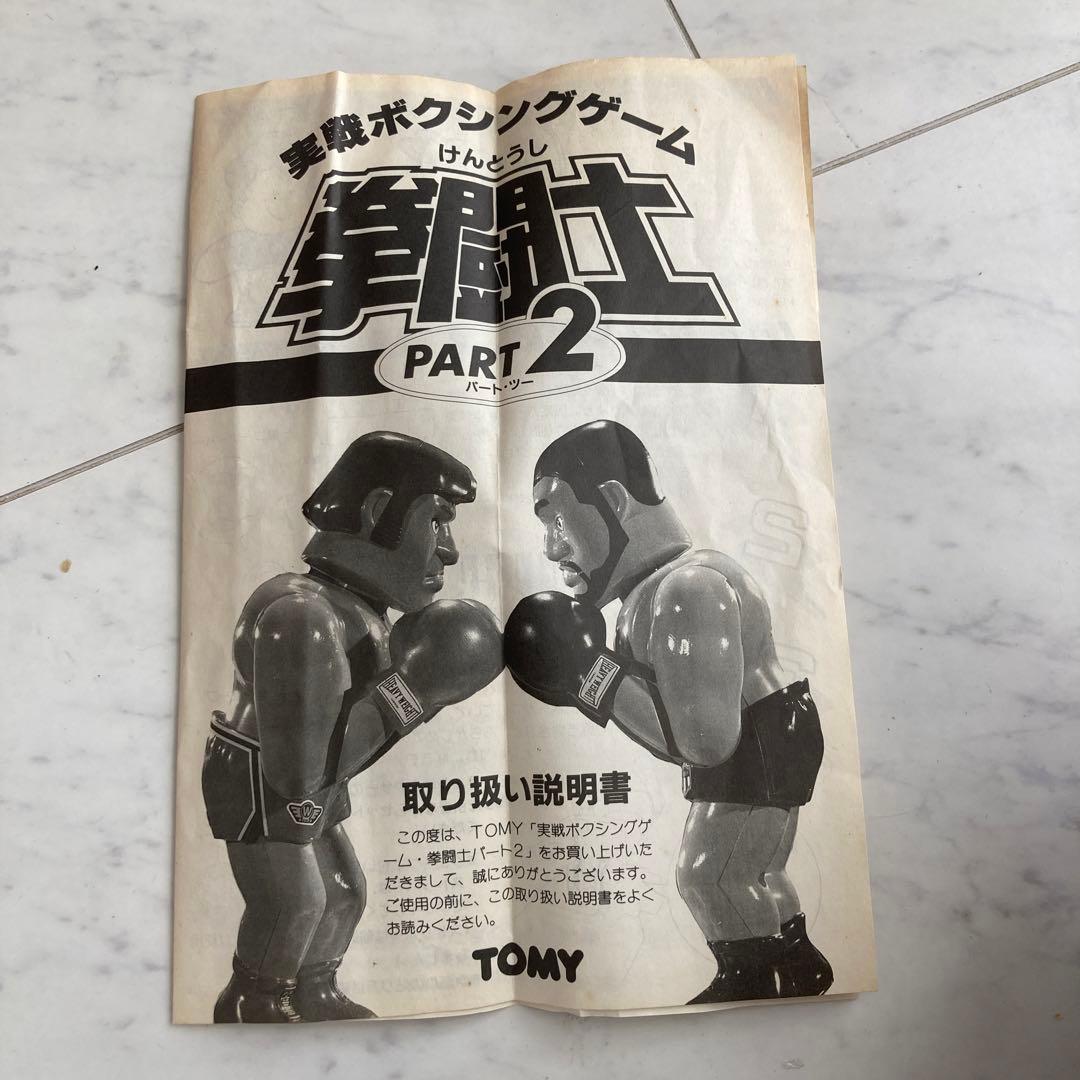 実戦ボクシングゲーム
けんとうし
拳闘士
PART 2
パート・ツー
HEAVY WEIGHT
取り扱い説明書
この度は、TOMY「実戦ボクシングゲ
ーム・拳闘士パート2」をお買い上げいた
だきまして、誠にありがとうございます。
ご使用の前に、この取り扱い説明書をよく
お読みください。
TOMY